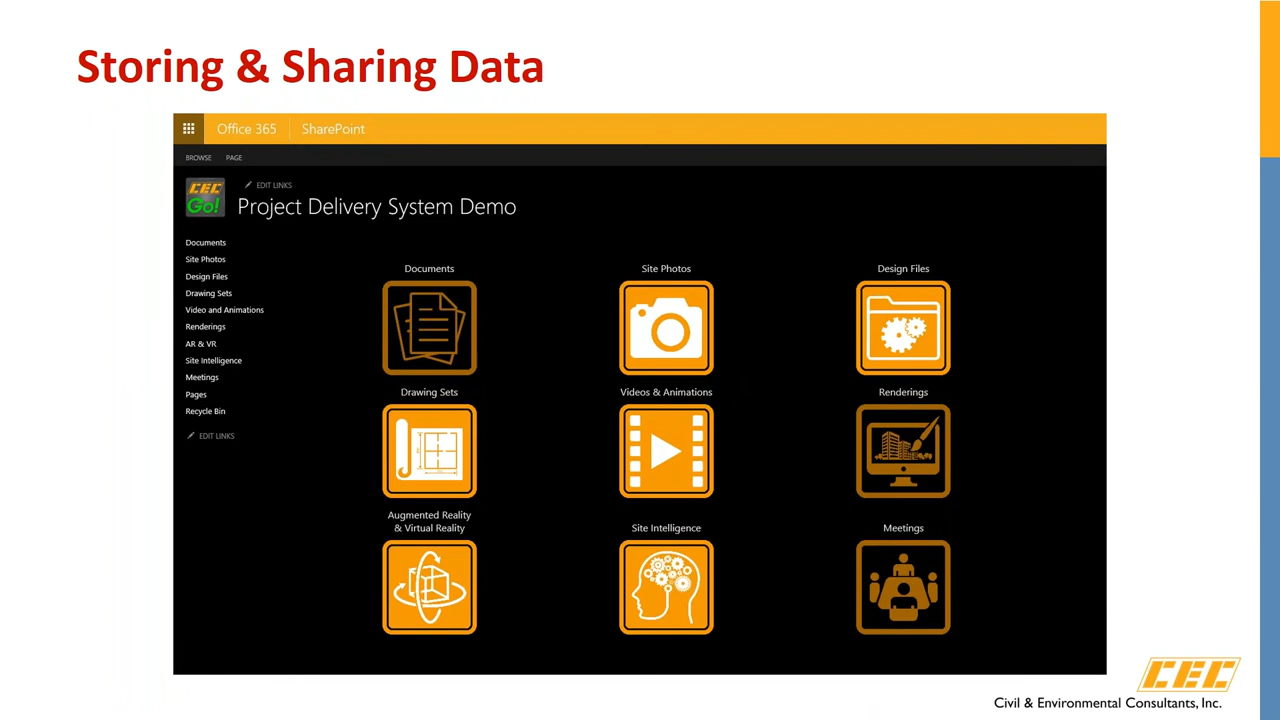 Storing & Sharing Data
Office 365
SharePoint
BROWSE
PAGE
CEC
Go!
EDIT LINKS
Project Delivery System Demo
Documents
Site Photos
Design Files
Drawing Sets
Video and Animations
Renderings
AR & VR
Site Intelligence
Meetings
Pages
Recycle Bin
EDIT LINKS
Documents
Site Photos
Design Files
Drawing Sets
Videos & Animations
Renderings
Augmented Reality
& Virtual Reality
Site Intelligence
Meetings
CEC
Civil & Environmental Consultants, Inc.